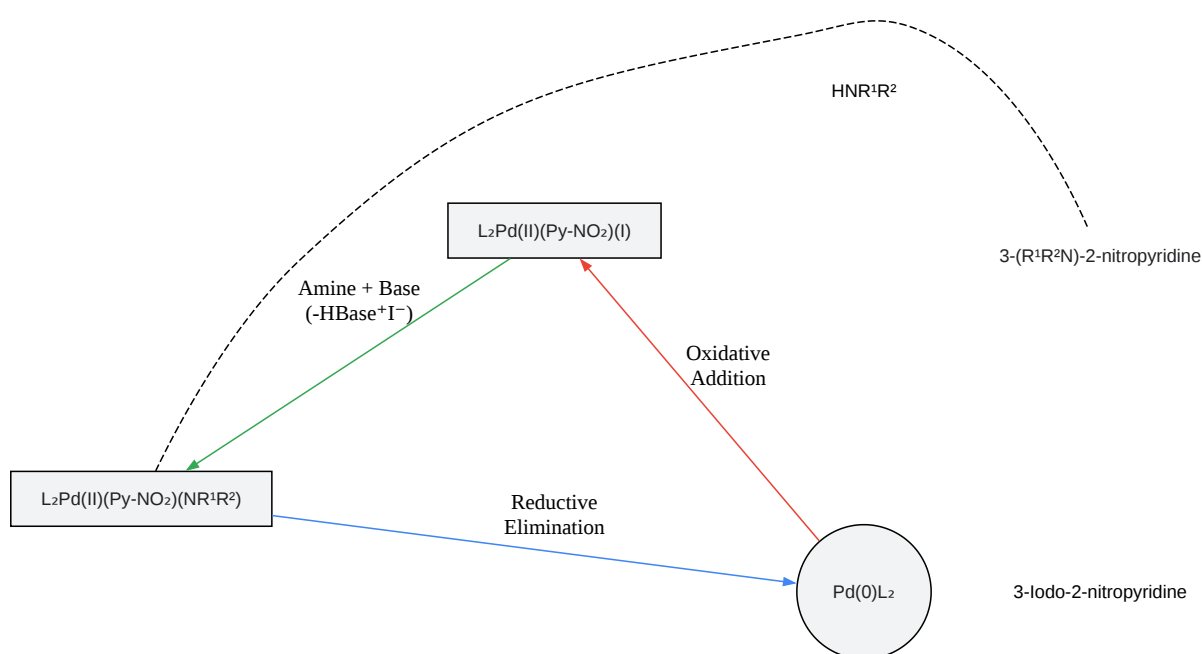 HNR¹R²
L₂Pd(II)(Py-NO₂)(I)
3-(R¹R²N)-2-nitropyridine
Amine + Base
(-HBase⁺I⁻)
Oxidative
Addition
L₂Pd(II)(Py-NO₂)(NR¹R²)
Reductive
Elimination
Pd(0)L₂
3-Iodo-2-nitropyridine